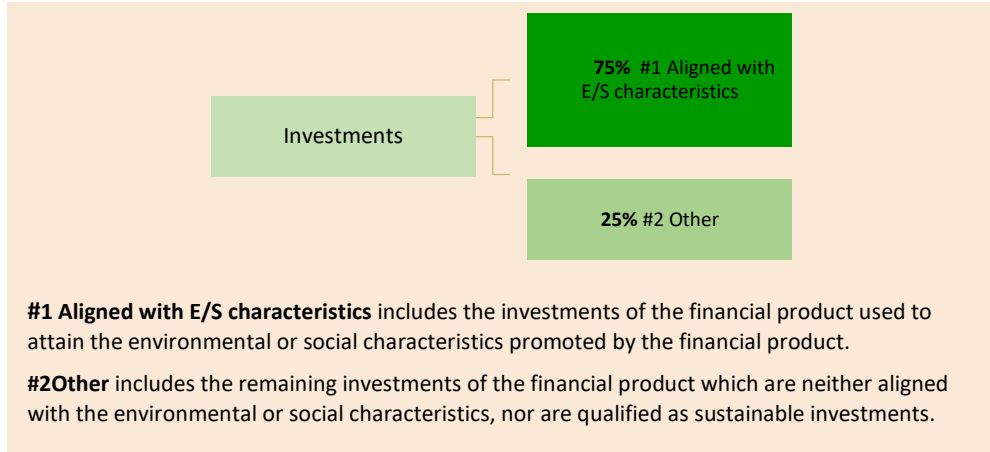 75% #1 Aligned with
E/S characteristics
Investments
25% #2 Other
#1 Aligned with E/S characteristics includes the investments of the financial product used to
attain the environmental or social characteristics promoted by the financial product.
#2Other includes the remaining investments of the financial product which are neither aligned
with the environmental or social characteristics, nor are qualified as sustainable investments.